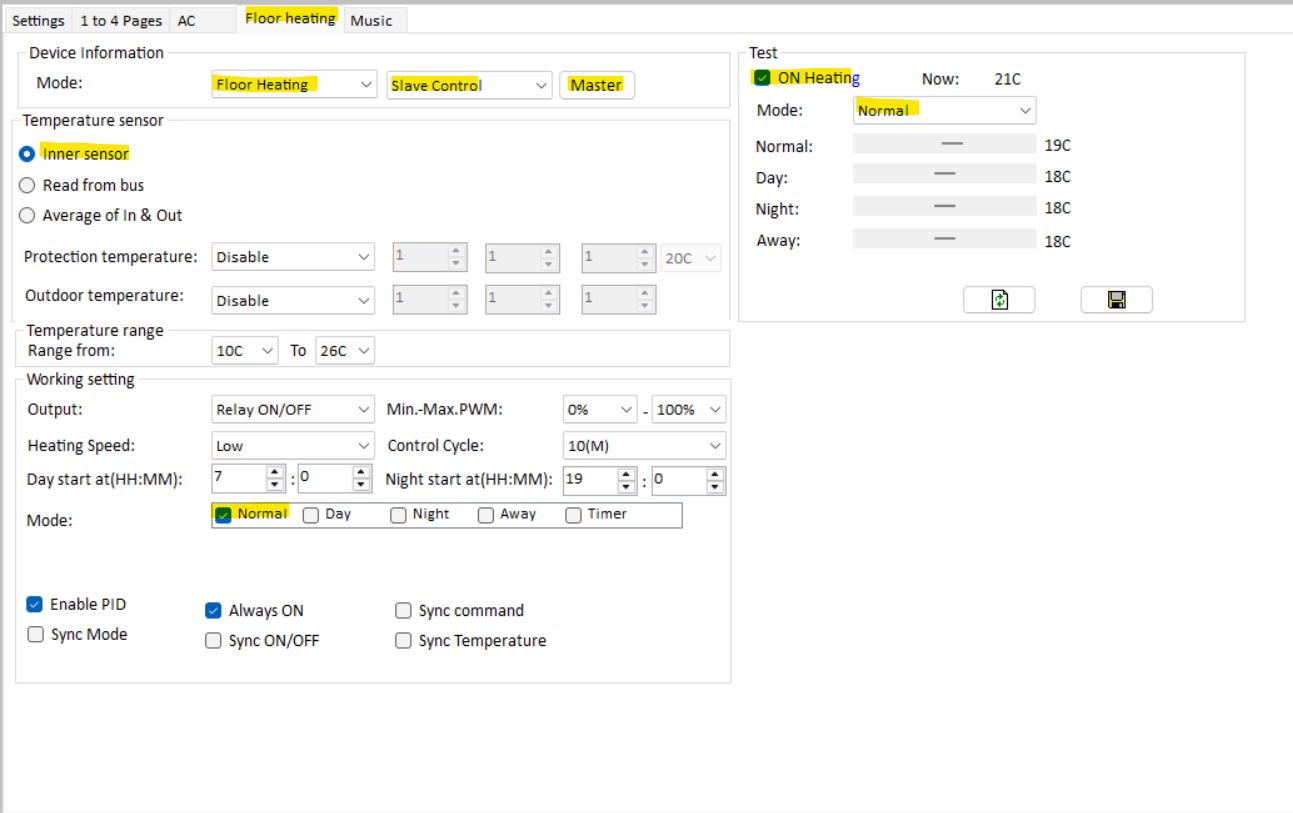 Settings 1 to 4 Pages AC Floor heating Music
Device Information
Mode: Floor Heating Slave Control Master
Temperature sensor
Inner sensor
Read from bus
Average of In & Out
Protection temperature: Disable 1 1 1 20C
Outdoor temperature: Disable 1 1 1
Temperature range
Range from: 10C To 26C
Working setting
Output: Relay ON/OFF Min.-Max.PWM: 0% - 100%
Heating Speed: Low Control Cycle: 10(M)
Day start at(HH:MM): 7 : 0 Night start at(HH:MM): 19 : 0
Mode: Normal Day Night Away Timer
Enable PID Always ON Sync command
Sync Mode Sync ON/OFF Sync Temperature
Test
ON Heating Now: 21C
Mode: Normal
Normal: 19C
Day: 18C
Night: 18C
Away: 18C